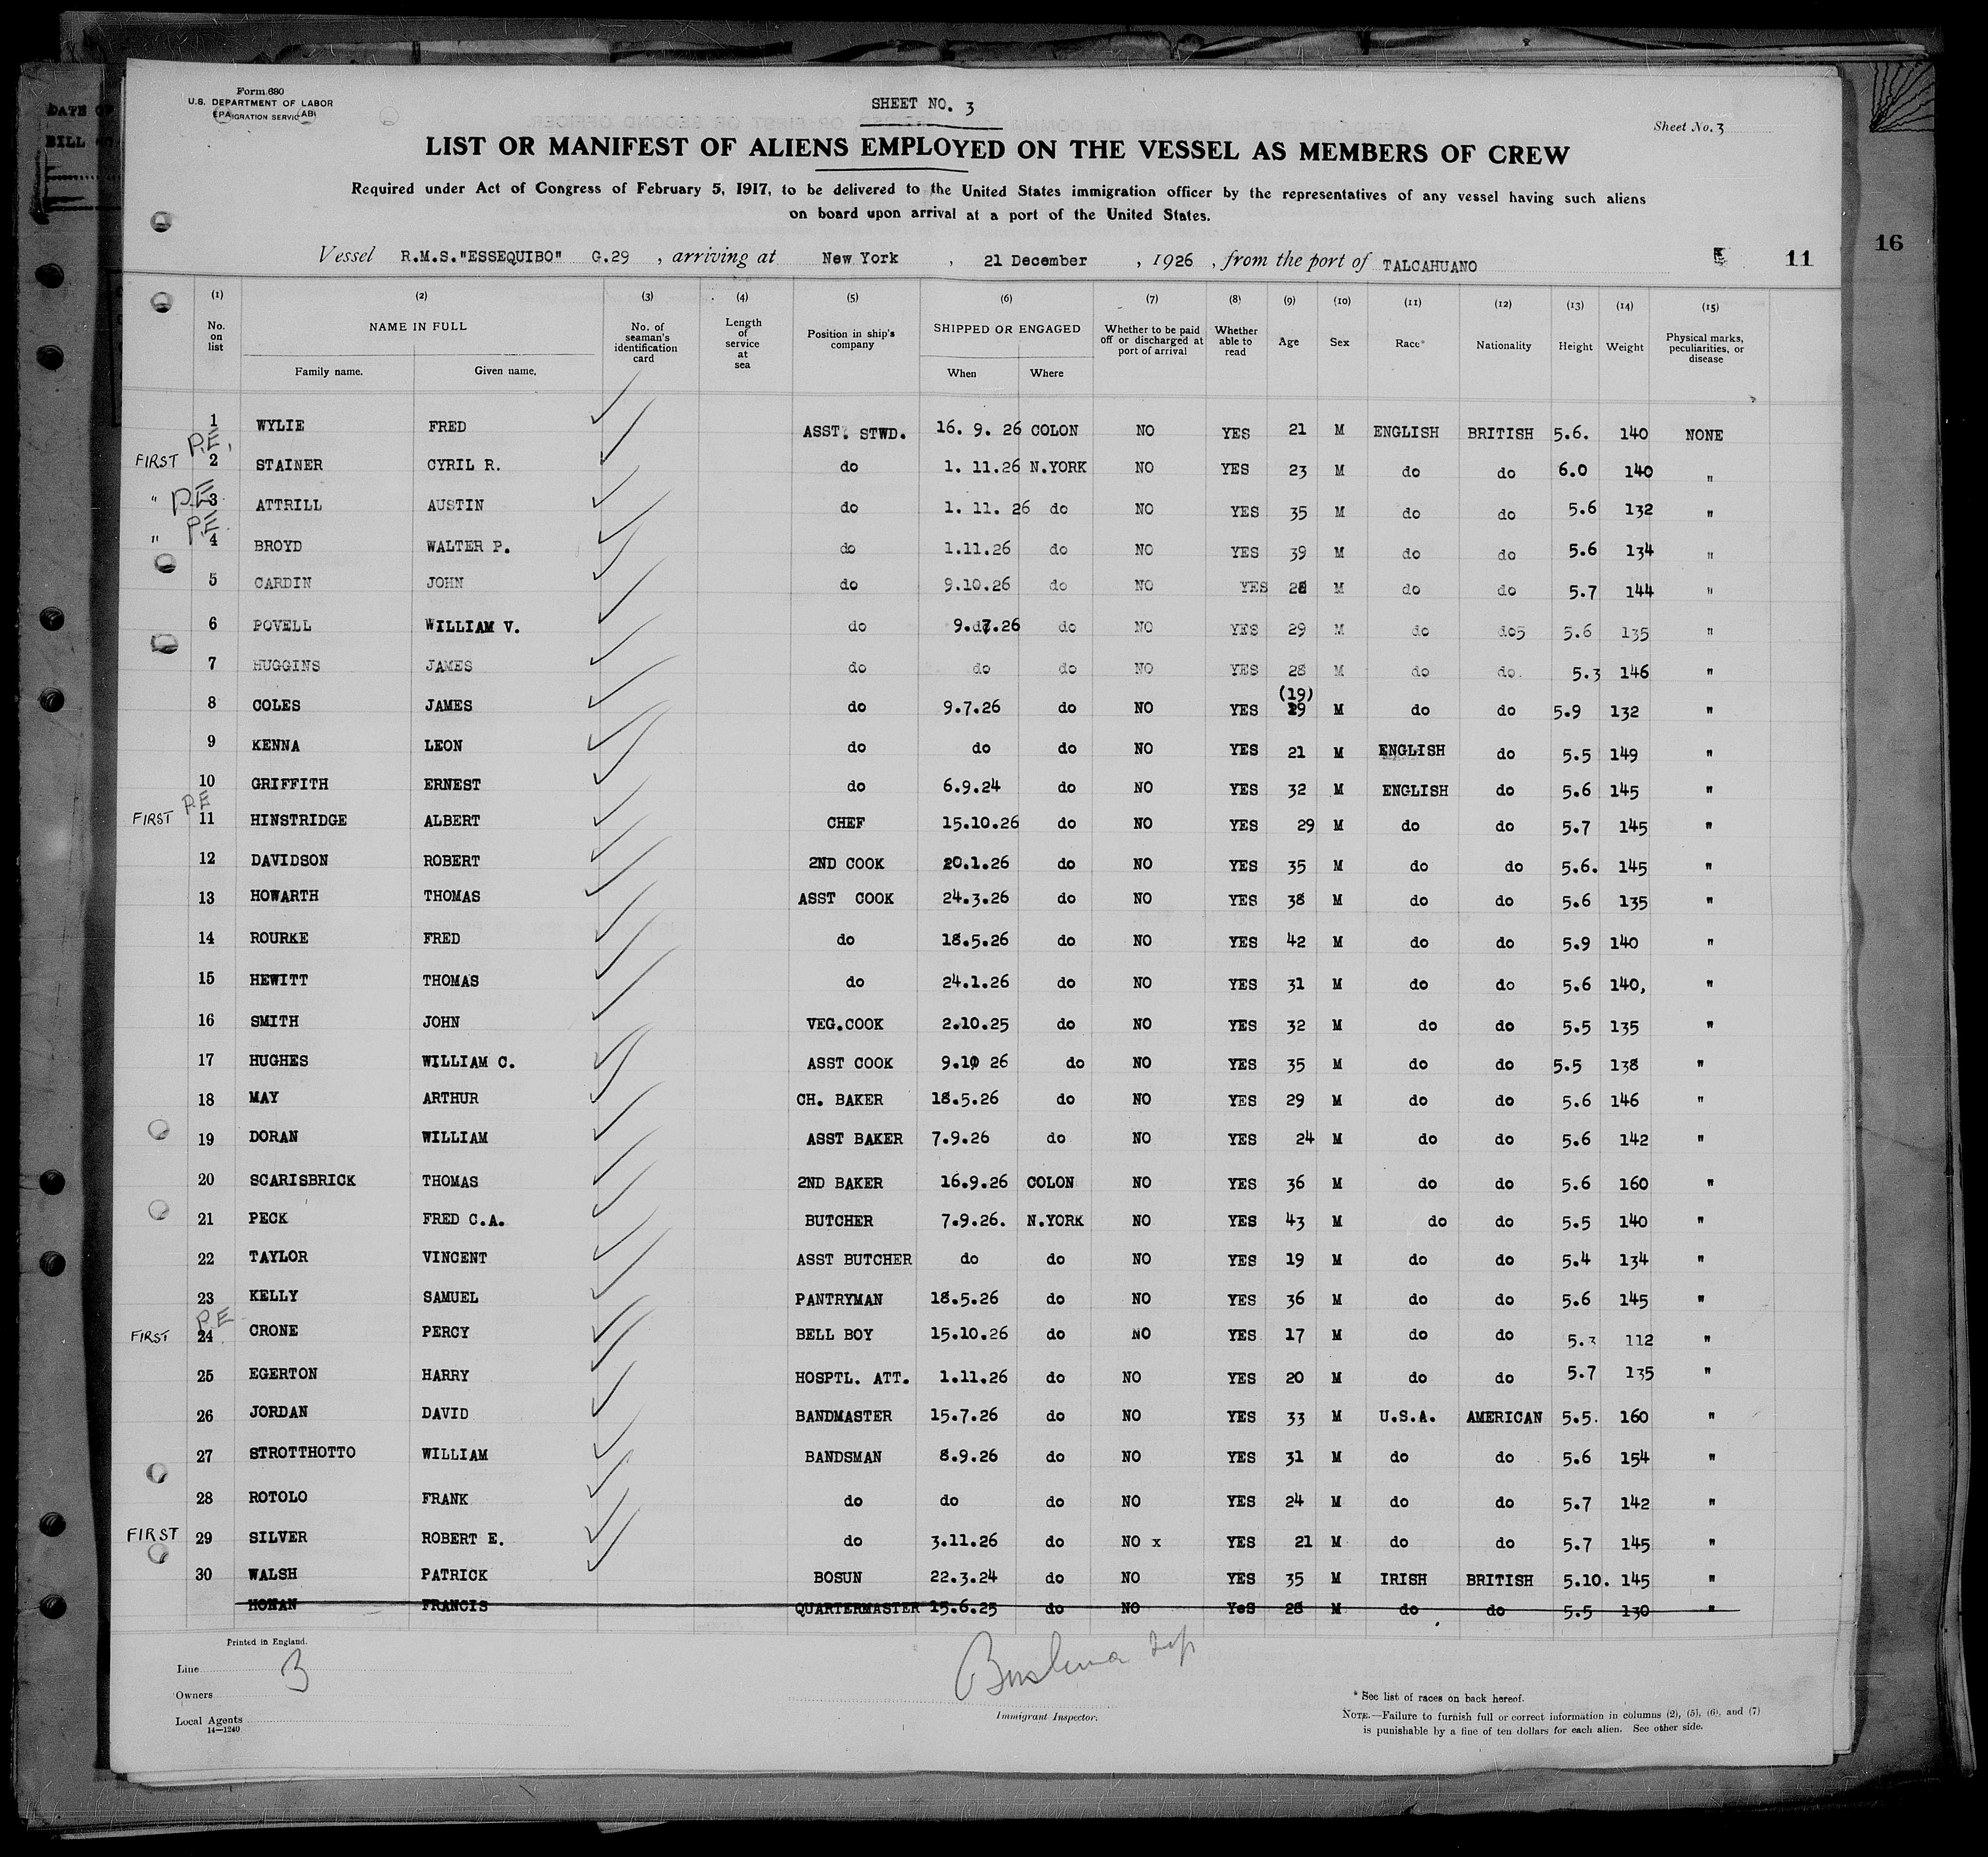 DATE OF
BILL
Form 680
U.S. DEPARTMENT OF LABOR
SHEET NO. 3
Sheet No. 3
LIST OR MANIFEST OF ALIENS EMPLOYED ON THE VESSEL AS MEMBERS OF CREW
Required under Act of Congress of February 5, 1917, to be delivered to the United States immigration officer by the representatives of any vessel having such aliens
on board upon arrival at a port of the United States.
16
Vessel R.M.S."ESSEQUIBO" G.29 , arriving at New York , 21 December , 1926 , from the port of TALCAHUANO 11
(1) (2) (3) (4) (5) (6) (7) (8) (9) (10) (11) (12) (13) (14) (15)
No. on list NAME IN FULL No. of seaman's identification card Length of service at sea Position in ship's company SHIPPED OR ENGAGED Whether to be paid off or discharged at port of arrival Whether able to read Age Sex Race* Nationality Height Weight Physical marks, peculiarities, or disease
Family name. Given name. When Where
1 WYLIE FRED ASST. STWD. 16. 9. 26 COLON NO YES 21 M ENGLISH BRITISH 5.6. 140 NONE
FIRST P.E. 2 STAINER CYRIL R. do 1. 11.26 N.YORK NO YES 23 M do do 6.0 140 "
" P.E 3 ATTRILL AUSTIN do 1. 11. 26 do NO YES 35 M do do 5.6 132 "
" P.E. 4 BROYD WALTER P. do 1.11.26 do NO YES 39 M do do 5.6 134 "
5 CARDIN JOHN do 9.10.26 do NO YES 28 M do do 5.7 144 "
6 POVELL WILLIAM V. do 9.7.26 do NO YES 29 M do do5 5.6 135 "
7 HUGGINS JAMES do do do NO YES 28 M do do. 5.3 146 "
8 COLES JAMES do 9.7.26 do NO YES (19) 29 M do do 5.9 132 "
9 KENNA LEON do do do NO YES 21 M ENGLISH do 5.5 149 "
10 GRIFFITH ERNEST do 6.9.24 do NO YES 32 M ENGLISH do 5.6 145 "
FIRST P.E 11 HINSTRIDGE ALBERT CHEF 15.10.26 do NO YES 29 M do do 5.7 145 "
12 DAVIDSON ROBERT 2ND COOK 20.1.26 do NO YES 35 M do do 5.6. 145 "
13 HOWARTH THOMAS ASST COOK 24.3.26 do NO YES 38 M do do 5.6 135 "
14 ROURKE FRED do 18.5.26 do NO YES 42 M do do 5.9 140 "
15 HEWITT THOMAS do 24.1.26 do NO YES 31 M do do 5.6 140, "
16 SMITH JOHN VEG.COOK 2.10.25 do NO YES 32 M do do 5.5 135 "
17 HUGHES WILLIAM C. ASST COOK 9.10 26 do NO YES 35 M do do 5.5 138 "
18 MAY ARTHUR CH. BAKER 18.5.26 do NO YES 29 M do do 5.6 146 "
19 DORAN WILLIAM ASST BAKER 7.9.26 do NO YES 24 M do do 5.6 142 "
20 SCARISBRICK THOMAS 2ND BAKER 16.9.26 COLON NO YES 36 M do do 5.6 160 "
21 PECK FRED C.A. BUTCHER 7.9.26. N.YORK NO YES 43 M do do 5.5 140 "
22 TAYLOR VINCENT ASST BUTCHER do do NO YES 19 M do do 5.4 134 "
23 KELLY SAMUEL PANTRYMAN 18.5.26 do NO YES 36 M do do 5.6 145 "
FIRST P.E 24 CRONE PERCY BELL BOY 15.10.26 do NO YES 17 M do do 5.3 112 "
25 EGERTON HARRY HOSPTL. ATT. 1.11.26 do NO YES 20 M do do 5.7 135 "
26 JORDAN DAVID BANDMASTER 15.7.26 do NO YES 33 M U.S.A. AMERICAN 5.5. 160 "
27 STROTTHOTTO WILLIAM BANDSMAN 8.9.26 do NO YES 31 M do do 5.6 154 "
28 ROTOLO FRANK do do do NO YES 24 M do do 5.7 142 "
FIRST 29 SILVER ROBERT E. do 3.11.26 do NO x YES 21 M do do 5.7 145 "
30 WALSH PATRICK BOSUN 22.3.24 do NO YES 35 M IRISH BRITISH 5.10. 145 "
HONAN FRANCIS QUARTERMASTER 15.6.25 do NO YeS 28 M do do 5.5 130 "
Printed in England.
Line
3
Owners
Local Agents
14—1240
Immigrant Inspector.
* See list of races on back hereof.
NOTE.—Failure to furnish full or correct information in columns (2), (5), (6), and (7)
is punishable by a fine of ten dollars for each alien. See other side.